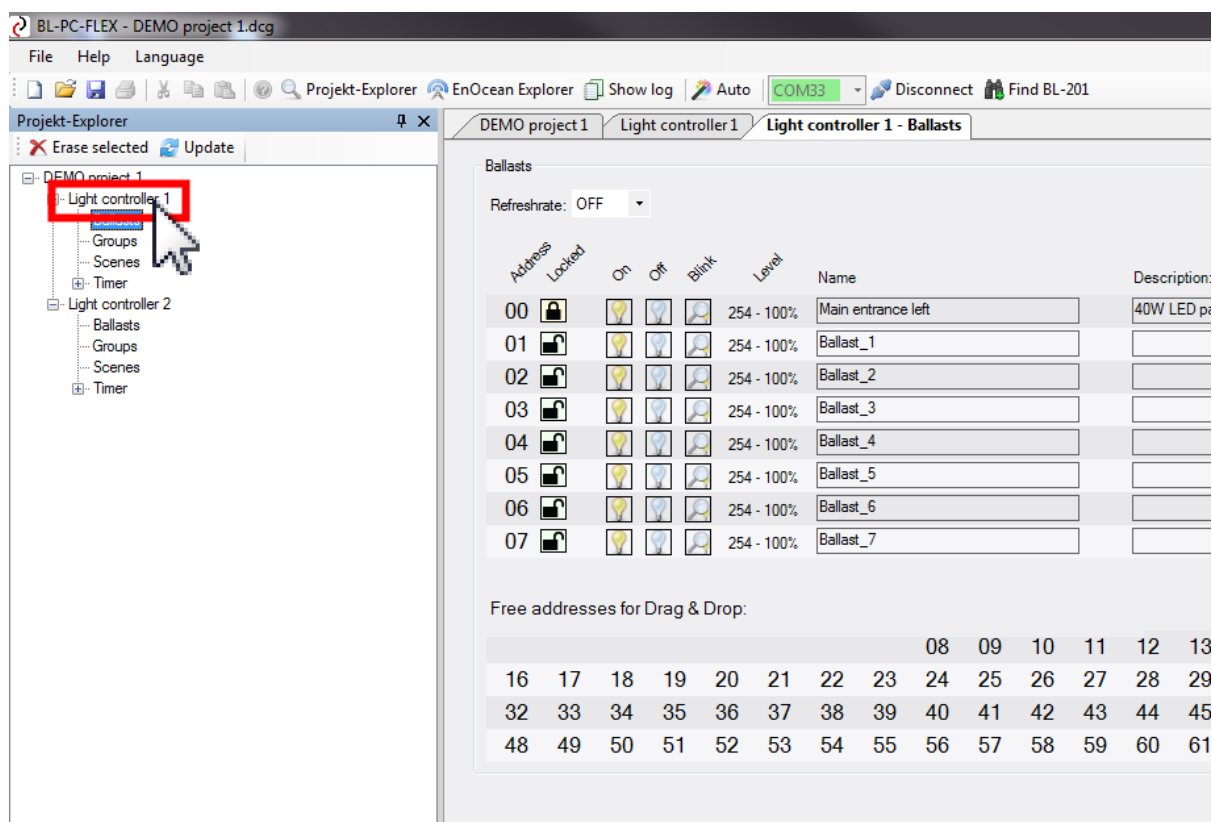 BL-PC-FLEX - DEMO project 1.dcg
File Help Language
Projekt-Explorer EnOcean Explorer Show log Auto COM33 Disconnect Find BL-201
Projekt-Explorer
Erase selected Update
DEMO project 1
Light controller 1
Ballasts
Groups
Scenes
Timer
Light controller 2
Ballasts
Groups
Scenes
Timer
DEMO project 1 Light controller 1 Light controller 1 - Ballasts
Ballasts
Refreshrate: OFF
Address Locked On Off Blink Level Name Description:
00 254 - 100% Main entrance left 40W LED pa
01 254 - 100% Ballast_1
02 254 - 100% Ballast_2
03 254 - 100% Ballast_3
04 254 - 100% Ballast_4
05 254 - 100% Ballast_5
06 254 - 100% Ballast_6
07 254 - 100% Ballast_7
Free addresses for Drag & Drop:
08 09 10 11 12 13
16 17 18 19 20 21 22 23 24 25 26 27 28 29
32 33 34 35 36 37 38 39 40 41 42 43 44 45
48 49 50 51 52 53 54 55 56 57 58 59 60 61